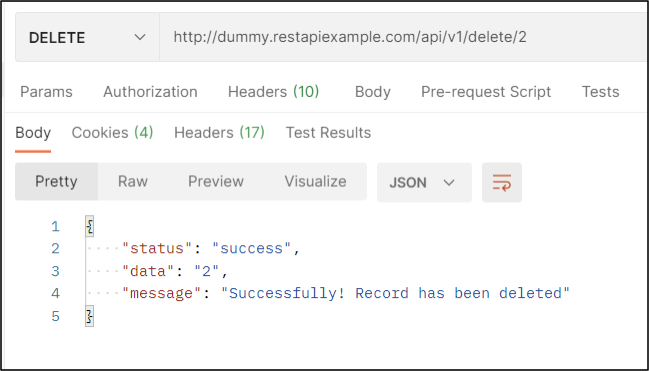 DELETE http://dummy.restapiexample.com/api/v1/delete/2
Params Authorization Headers (10) Body Pre-request Script Tests
Body Cookies (4) Headers (17) Test Results
Pretty Raw Preview Visualize JSON
1 {
2 "status": "success",
3 "data": "2",
4 "message": "Successfully! Record has been deleted"
5 }